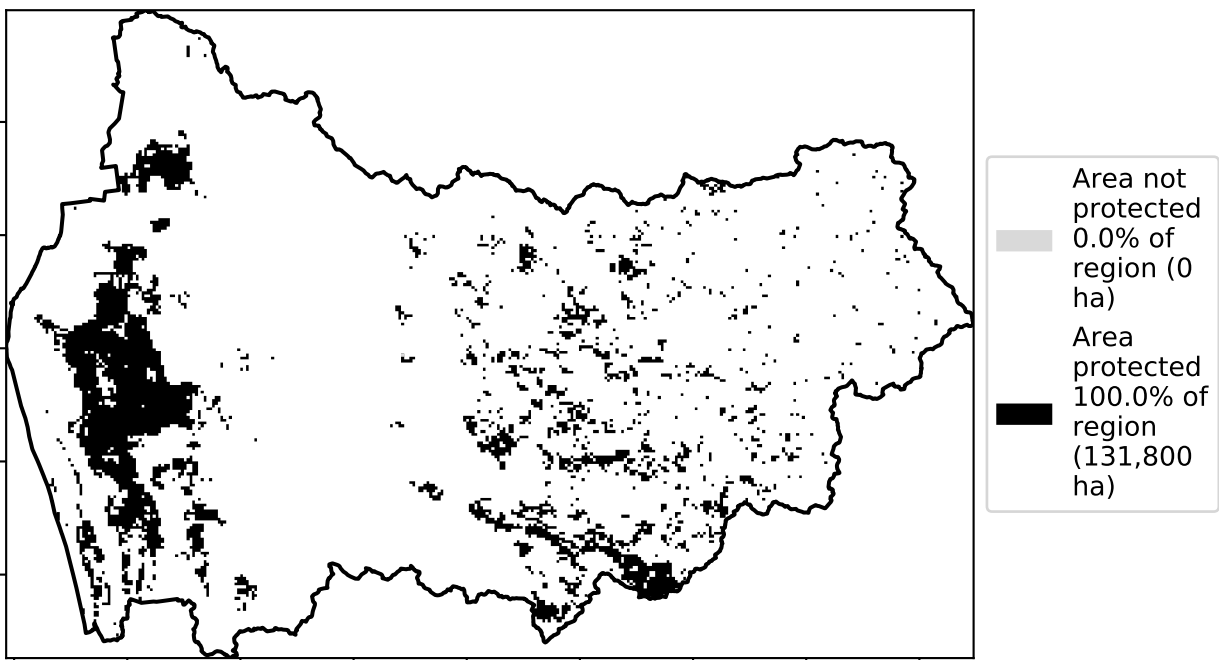 Area not
protected
0.0% of
region (0
ha)
Area
protected
100.0% of
region
(131,800
ha)